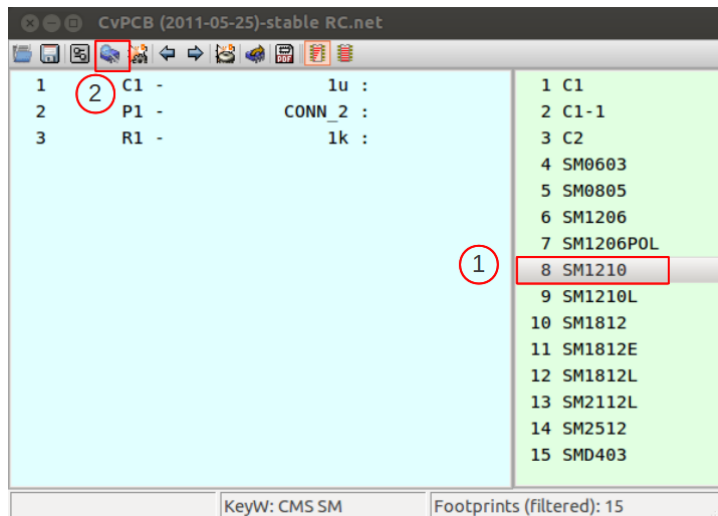 CvPCB (2011-05-25)-stable RC.net
PDF
1 C1 - 1u :
2 P1 - CONN_2 :
3 R1 - 1k :
2
1
1 C1
2 C1-1
3 C2
4 SM0603
5 SM0805
6 SM1206
7 SM1206POL
8 SM1210
9 SM1210L
10 SM1812
11 SM1812E
12 SM1812L
13 SM2112L
14 SM2512
15 SMD403
KeyW: CMS SM
Footprints (filtered): 15